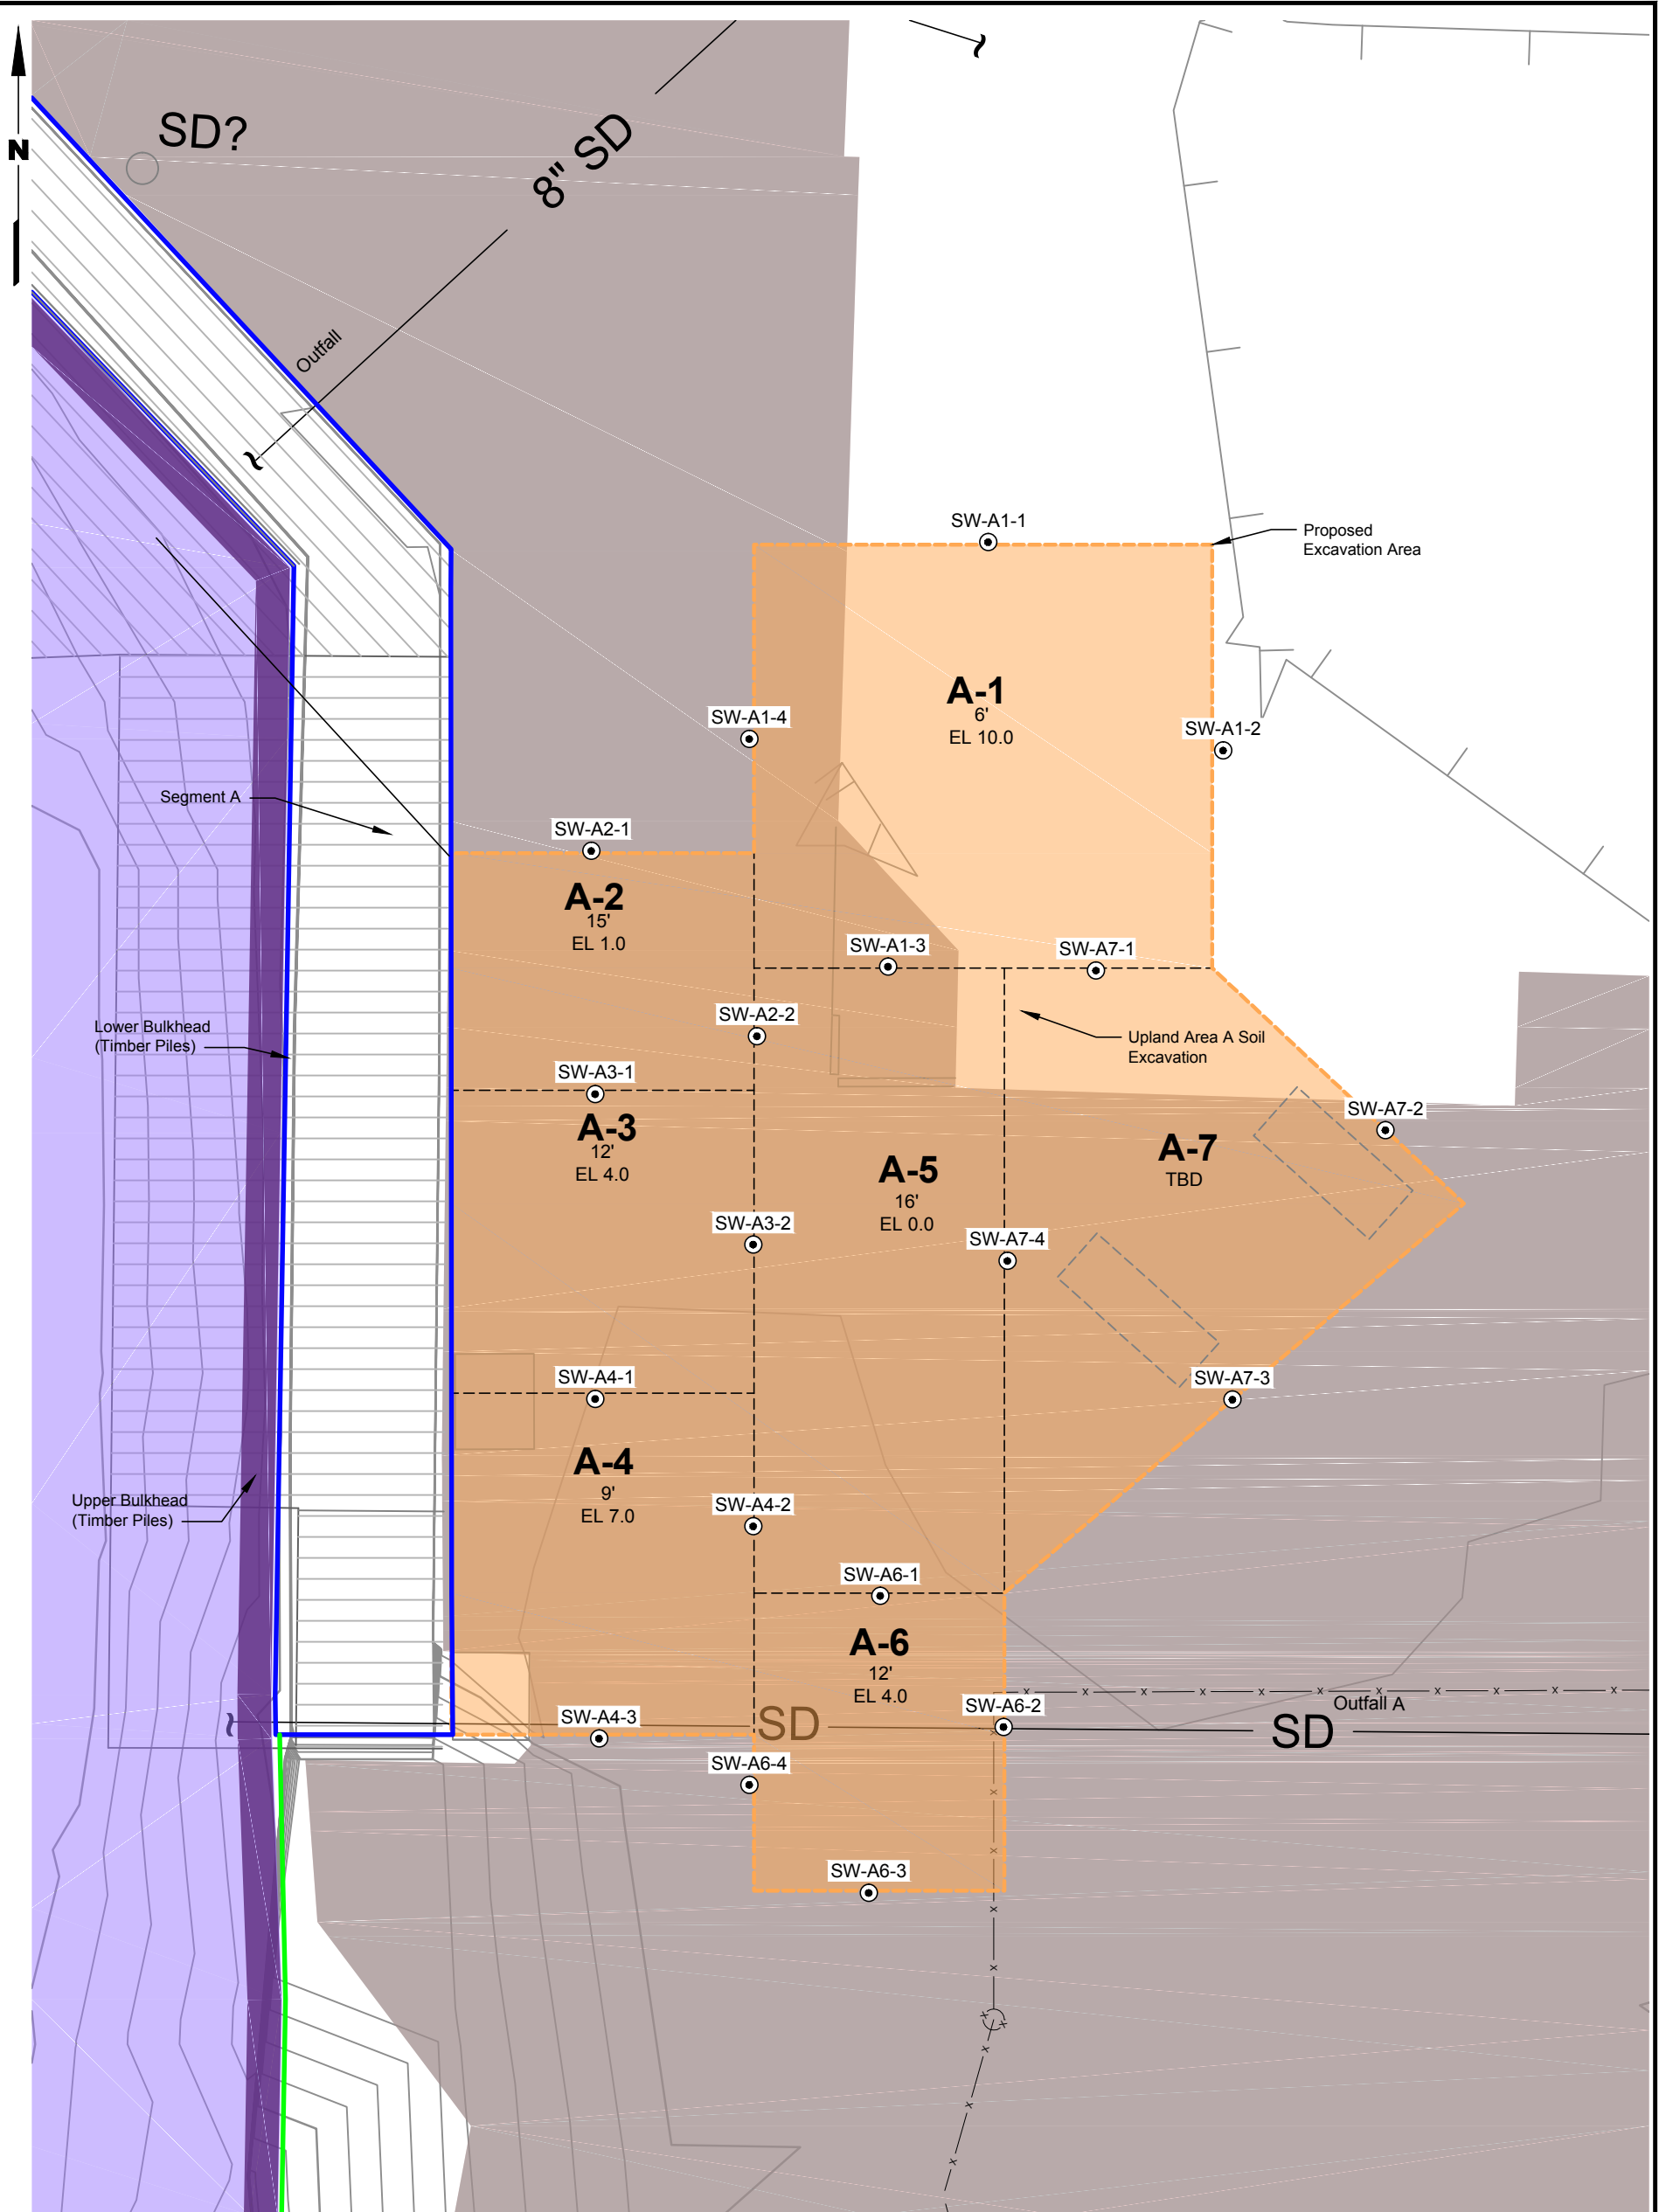 N
SD?
8" SD
Outfall
SW-A1-1
Proposed
Excavation Area
A-1
6'
EL 10.0
SW-A1-4
SW-A1-2
Segment A
SW-A2-1
A-2
15'
EL 1.0
SW-A1-3
SW-A7-1
Lower Bulkhead
(Timber Piles)
SW-A2-2
Upland Area A Soil
Excavation
SW-A3-1
A-3
12'
EL 4.0
SW-A7-2
A-5
16'
EL 0.0
A-7
TBD
SW-A3-2
SW-A7-4
SW-A4-1
SW-A7-3
A-4
9'
EL 7.0
Upper Bulkhead
(Timber Piles)
SW-A4-2
SW-A6-1
A-6
12'
EL 4.0
SW-A6-2
Outfall A
SW-A4-3
SD
SD
SW-A6-4
SW-A6-3